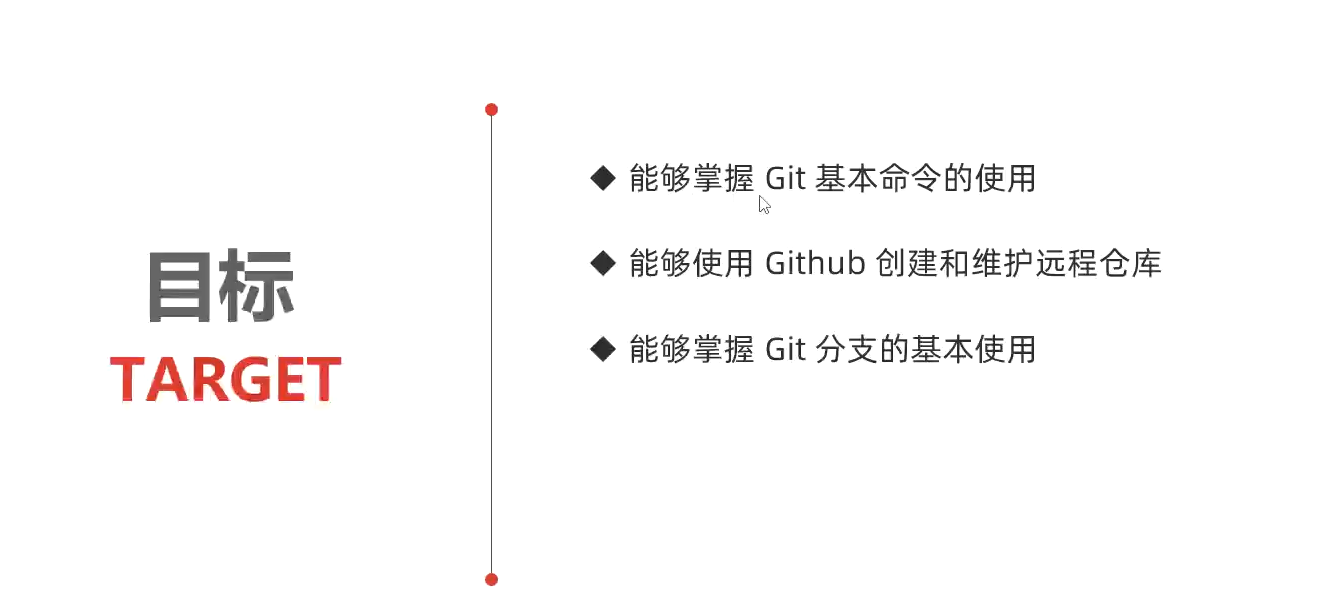 目标
TARGET
◆ 能够掌握 Git 基本命令的使用
◆ 能够使用 Github 创建和维护远程仓库
◆ 能够掌握 Git 分支的基本使用